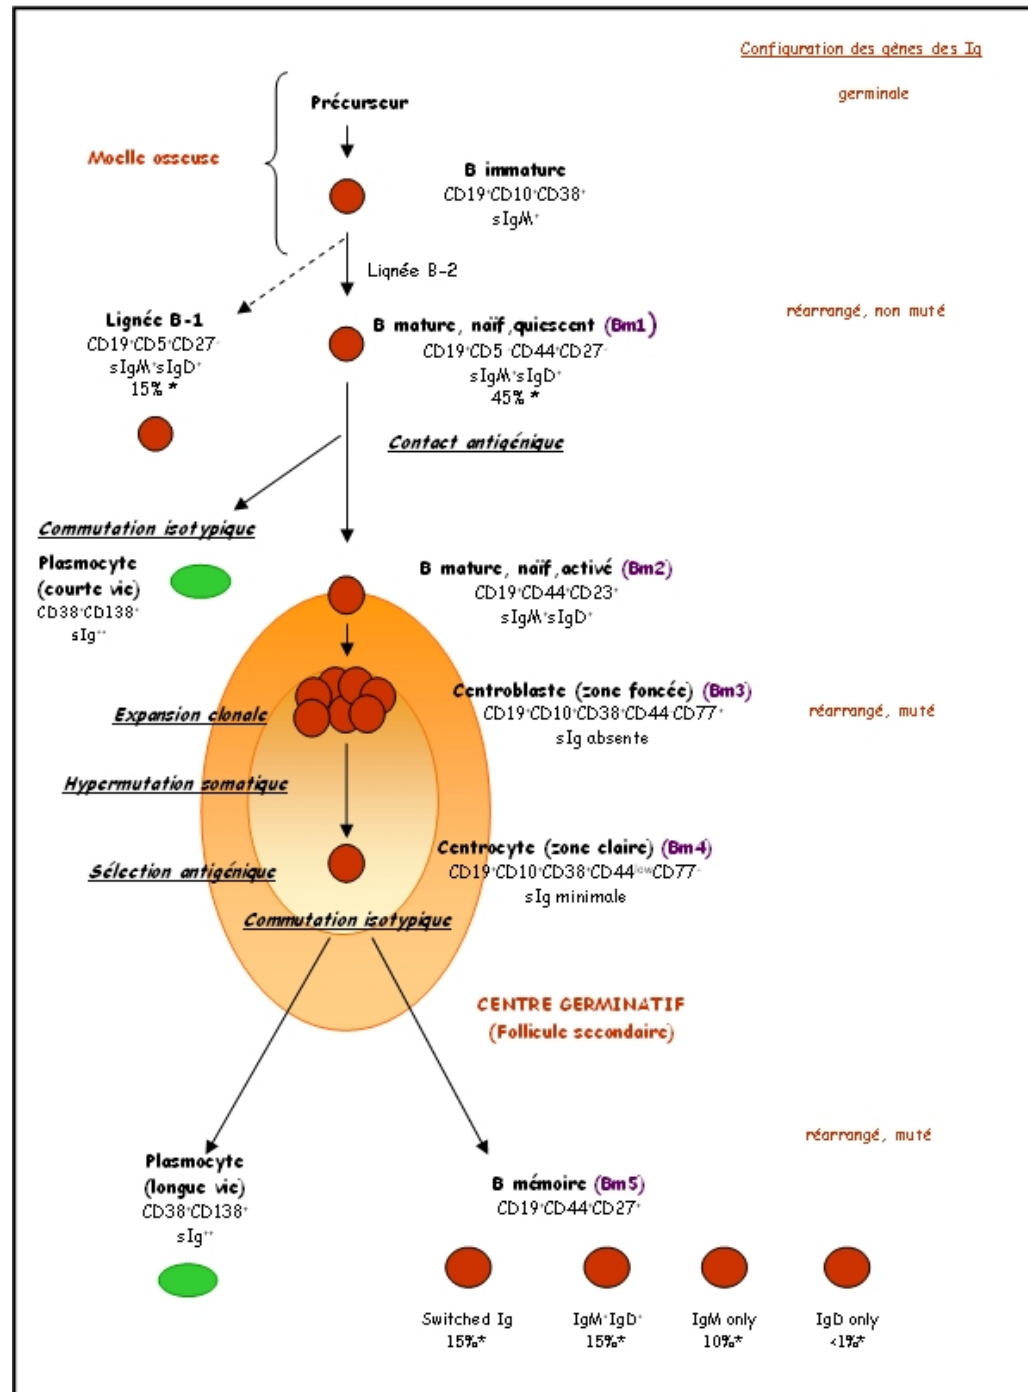 Configuration des gènes des Ig
germinale
Précurseur
Moelle osseuse
B immature
CD19⁺CD10⁺CD38⁺
sIgM⁺
Lignée B-2
Lignée B-1
CD19⁺CD5⁺CD27⁻
sIgM⁺sIgD⁺
15% *
B mature, naïf,quiescent (Bm1)
CD19⁺CD5⁻CD44⁺CD27⁻
sIgM⁺sIgD⁺
45% *
réarrangé, non muté
Contact antigénique
Commutation isotypique
Plasmocyte
(courte vie)
CD38⁺CD138⁺
sIg⁺⁺
B mature, naïf,activé (Bm2)
CD19⁺CD44⁺CD23⁺
sIgM⁺sIgD⁺
Centroblaste (zone foncée) (Bm3)
CD19⁺CD10⁺CD38⁺CD44⁻CD77⁺
sIg absente
réarrangé, muté
Expansion clonale
Hypermutation somatique
Sélection antigénique
Centrocyte (zone claire) (Bm4)
CD19⁺CD10⁺CD38⁺CD44ˡᵒʷCD77⁻
sIg minimale
Commutation isotypique
CENTRE GERMINATIF
(Follicule secondaire)
réarrangé, muté
Plasmocyte
(longue vie)
CD38⁺CD138⁺
sIg⁺⁺
B mémoire (Bm5)
CD19⁺CD44⁺CD27⁺
Switched Ig
15%*
IgM⁺IgD⁺
15%*
IgM only
10%*
IgD only
<1%*